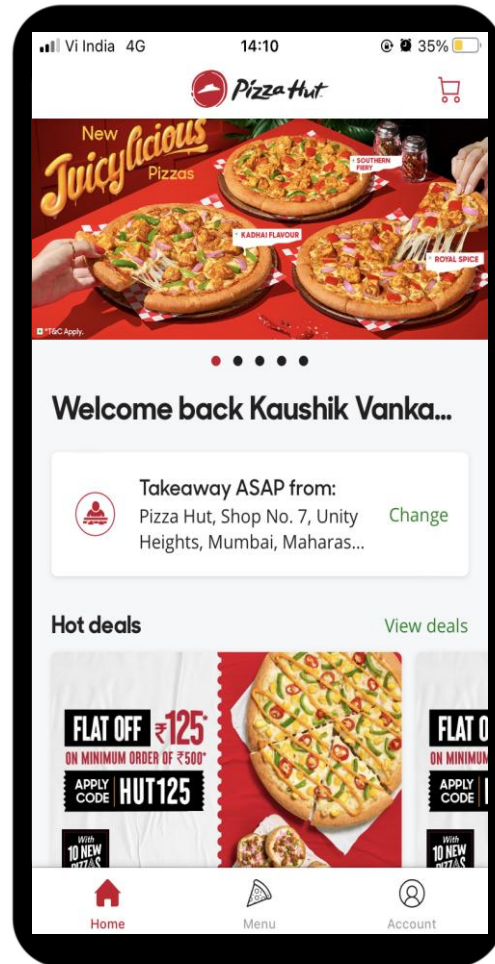 Vi India 4G 14:10 35%
Pizza Hut
New
Juicylicious
Pizzas
SOUTHERN
FIERY
KADHAI FLAVOUR
ROYAL SPICE
*T&C Apply.
Welcome back Kaushik Vanka...
Takeaway ASAP from:
Pizza Hut, Shop No. 7, Unity
Heights, Mumbai, Maharas...
Change
Hot deals
View deals
FLAT OFF ₹125*
ON MINIMUM ORDER OF ₹500*
APPLY
CODE
HUT125
With
10 NEW
PIZZAS
FLAT O
ON MINIMUM
APPLY
CODE
With
10 NEW
PIZZAS
Home
Menu
Account